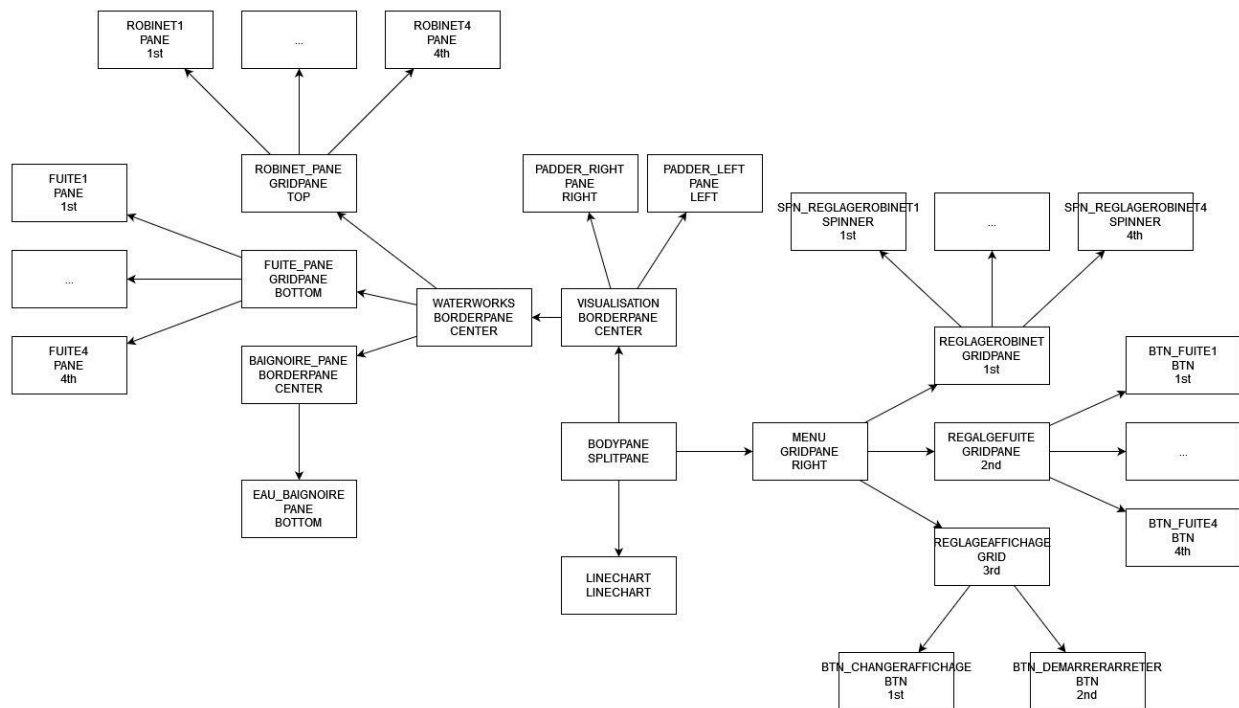 ROBINET1
PANE
1st
...
ROBINET4
PANE
4th
ROBINET_PANE
GRIDPANE
TOP
PADDER_RIGHT
PANE
RIGHT
PADDER_LEFT
PANE
LEFT
FUITE1
PANE
1st
SPN_REGLAGEROBINET1
SPINNER
1st
...
SPN_REGLAGEROBINET4
SPINNER
4th
...
FUITE_PANE
GRIDPANE
BOTTOM
WATERWORKS
BORDERPANE
CENTER
VISUALISATION
BORDERPANE
CENTER
FUITE4
PANE
4th
BAIGNOIRE_PANE
BORDERPANE
CENTER
REGLAGEROBINET
GRIDPANE
1st
BTN_FUITE1
BTN
1st
BODYPANE
SPLITPANE
MENU
GRIDPANE
RIGHT
REGALGEFUITE
GRIDPANE
2nd
...
EAU_BAIGNOIRE
PANE
BOTTOM
BTN_FUITE4
BTN
4th
REGLAGEAFFICHAGE
GRID
3rd
LINECHART
LINECHART
BTN_CHANGERAFFICHAGE
BTN
1st
BTN_DEMARRERARRETER
BTN
2nd